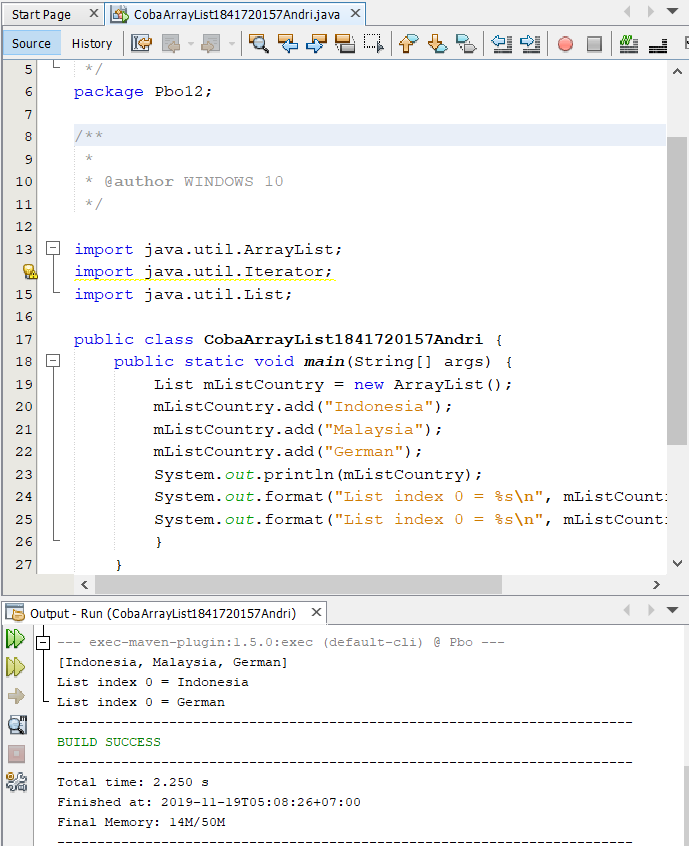 Start Page
CobaArrayList1841720157Andri.java
Source History
5 */
6 package Pbo12;
7
8 /**
9 *
10 * @author WINDOWS 10
11 */
12
13 import java.util.ArrayList;
import java.util.Iterator;
15 import java.util.List;
16
17 public class CobaArrayList1841720157Andri {
18 public static void main(String[] args) {
19 List mListCountry = new ArrayList();
20 mListCountry.add("Indonesia");
21 mListCountry.add("Malaysia");
22 mListCountry.add("German");
23 System.out.println(mListCountry);
24 System.out.format("List index 0 = %s\n", mListCount
25 System.out.format("List index 0 = %s\n", mListCount
26 }
27 }
Output - Run (CobaArrayList1841720157Andri)
--- exec-maven-plugin:1.5.0:exec (default-cli) @ Pbo ---
[Indonesia, Malaysia, German]
List index 0 = Indonesia
List index 0 = German
------------------------------------------------------------------------
BUILD SUCCESS
------------------------------------------------------------------------
Total time: 2.250 s
Finished at: 2019-11-19T05:08:26+07:00
Final Memory: 14M/50M
------------------------------------------------------------------------